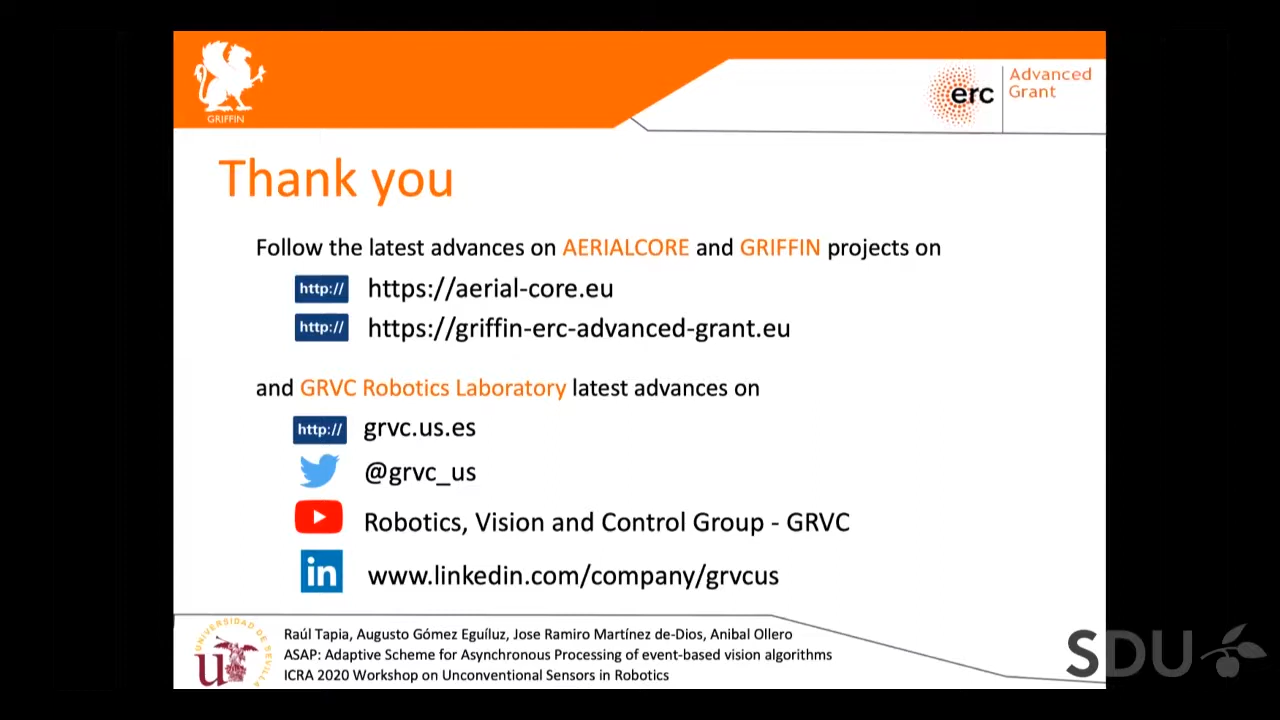 GRIFFIN
erc
Advanced
Grant
Thank you
Follow the latest advances on AERIALCORE and GRIFFIN projects on
http:// https://aerial-core.eu
http:// https://griffin-erc-advanced-grant.eu
and GRVC Robotics Laboratory latest advances on
http:// grvc.us.es
@grvc_us
Robotics, Vision and Control Group - GRVC
in www.linkedin.com/company/grvcus
UNIVERSIDAD DE SEVILLA
Raúl Tapia, Augusto Gómez Eguíluz, Jose Ramiro Martínez de-Dios, Anibal Ollero
ASAP: Adaptive Scheme for Asynchronous Processing of event-based vision algorithms
ICRA 2020 Workshop on Unconventional Sensors in Robotics
SDU